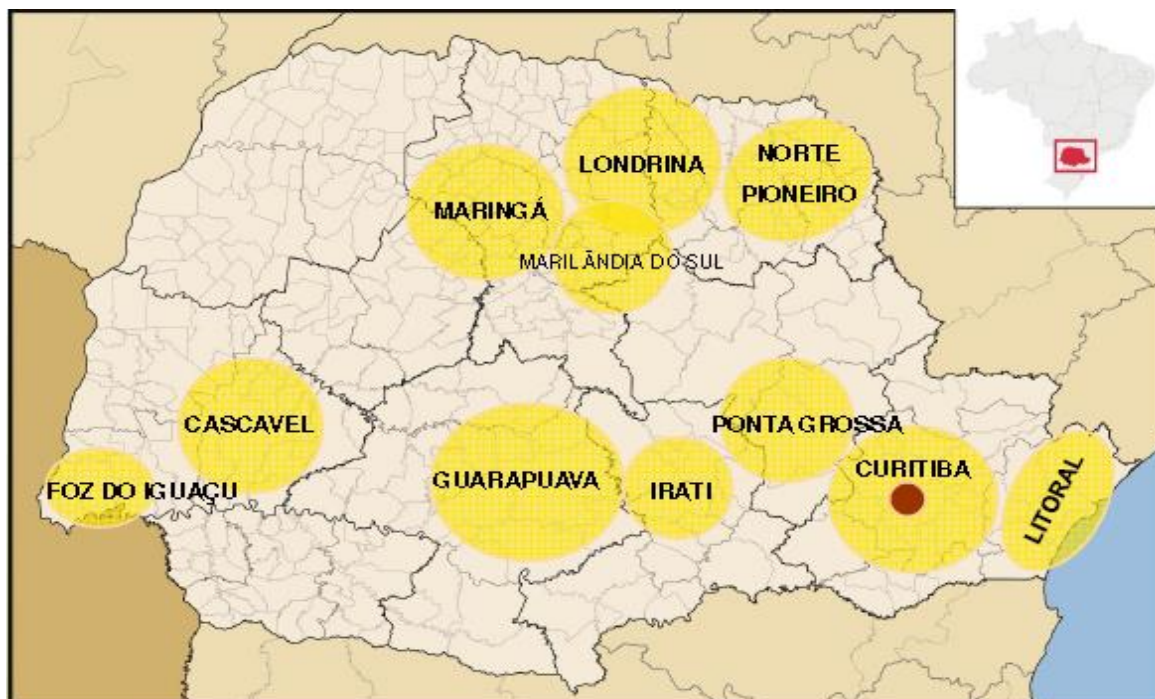 LONDRINA
NORTE
PIONEIRO
MARINGÁ
MARILÂNDIA DO SUL
CASCAVEL
PONTA GROSSA
FOZ DO IGUAÇU
GUARAPUAVA
IRATI
CURITIBA
LITORAL